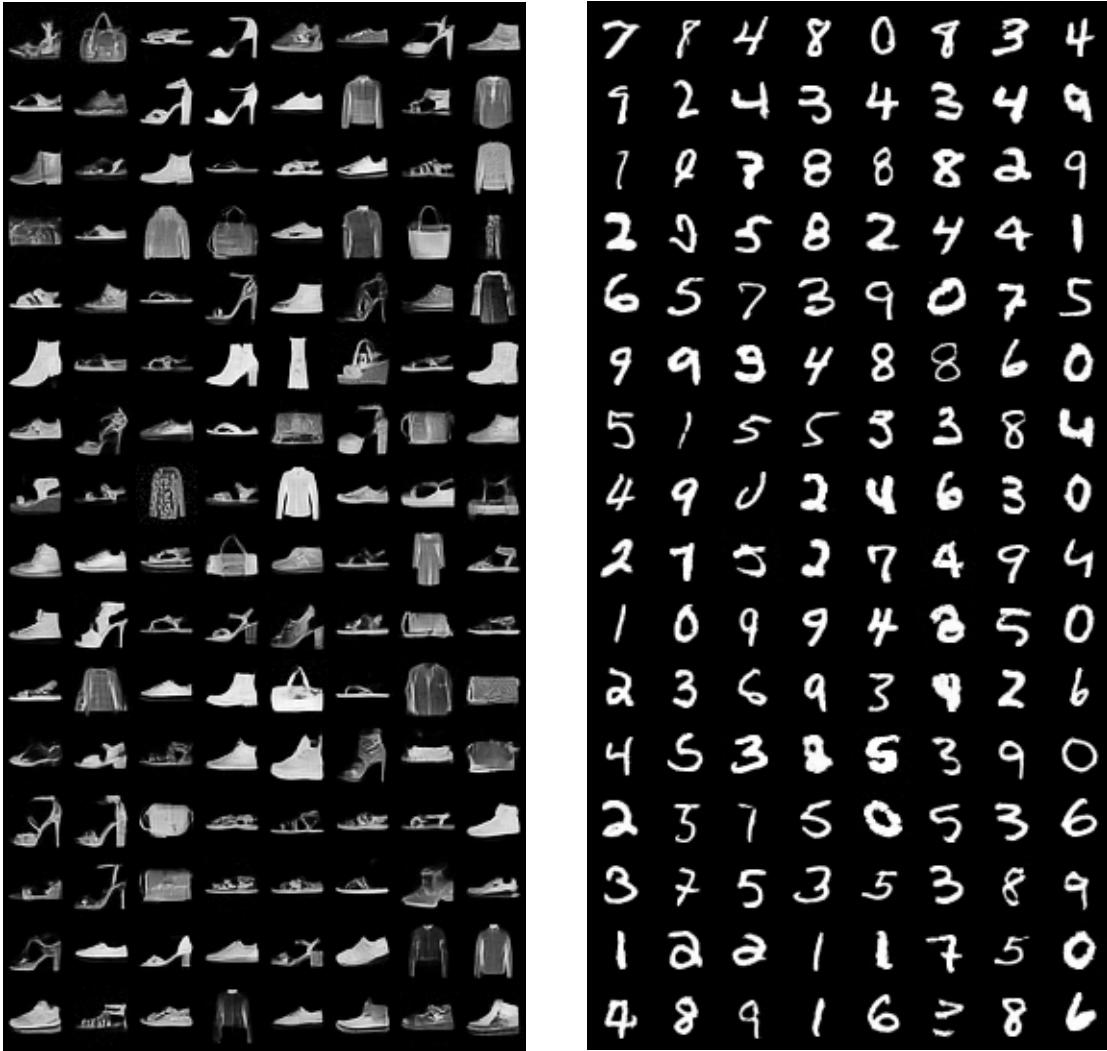 7 8 4 8 0 8 3 4
9 2 4 3 4 3 4 9
1 7 8 8 8 2 9
2 5 8 2 4 4 1
6 5 7 3 9 0 7 5
9 9 9 4 8 8 6 0
5 1 5 5 3 3 8 4
4 9 2 4 6 3 0
2 7 5 2 7 4 9 4
1 0 9 9 4 8 5 0
2 3 6 9 3 9 2 6
4 5 3 8 5 3 9 0
2 3 7 5 0 5 3 6
3 7 5 3 5 3 8 9
1 2 2 1 1 7 5 0
4 8 9 1 6 8 6